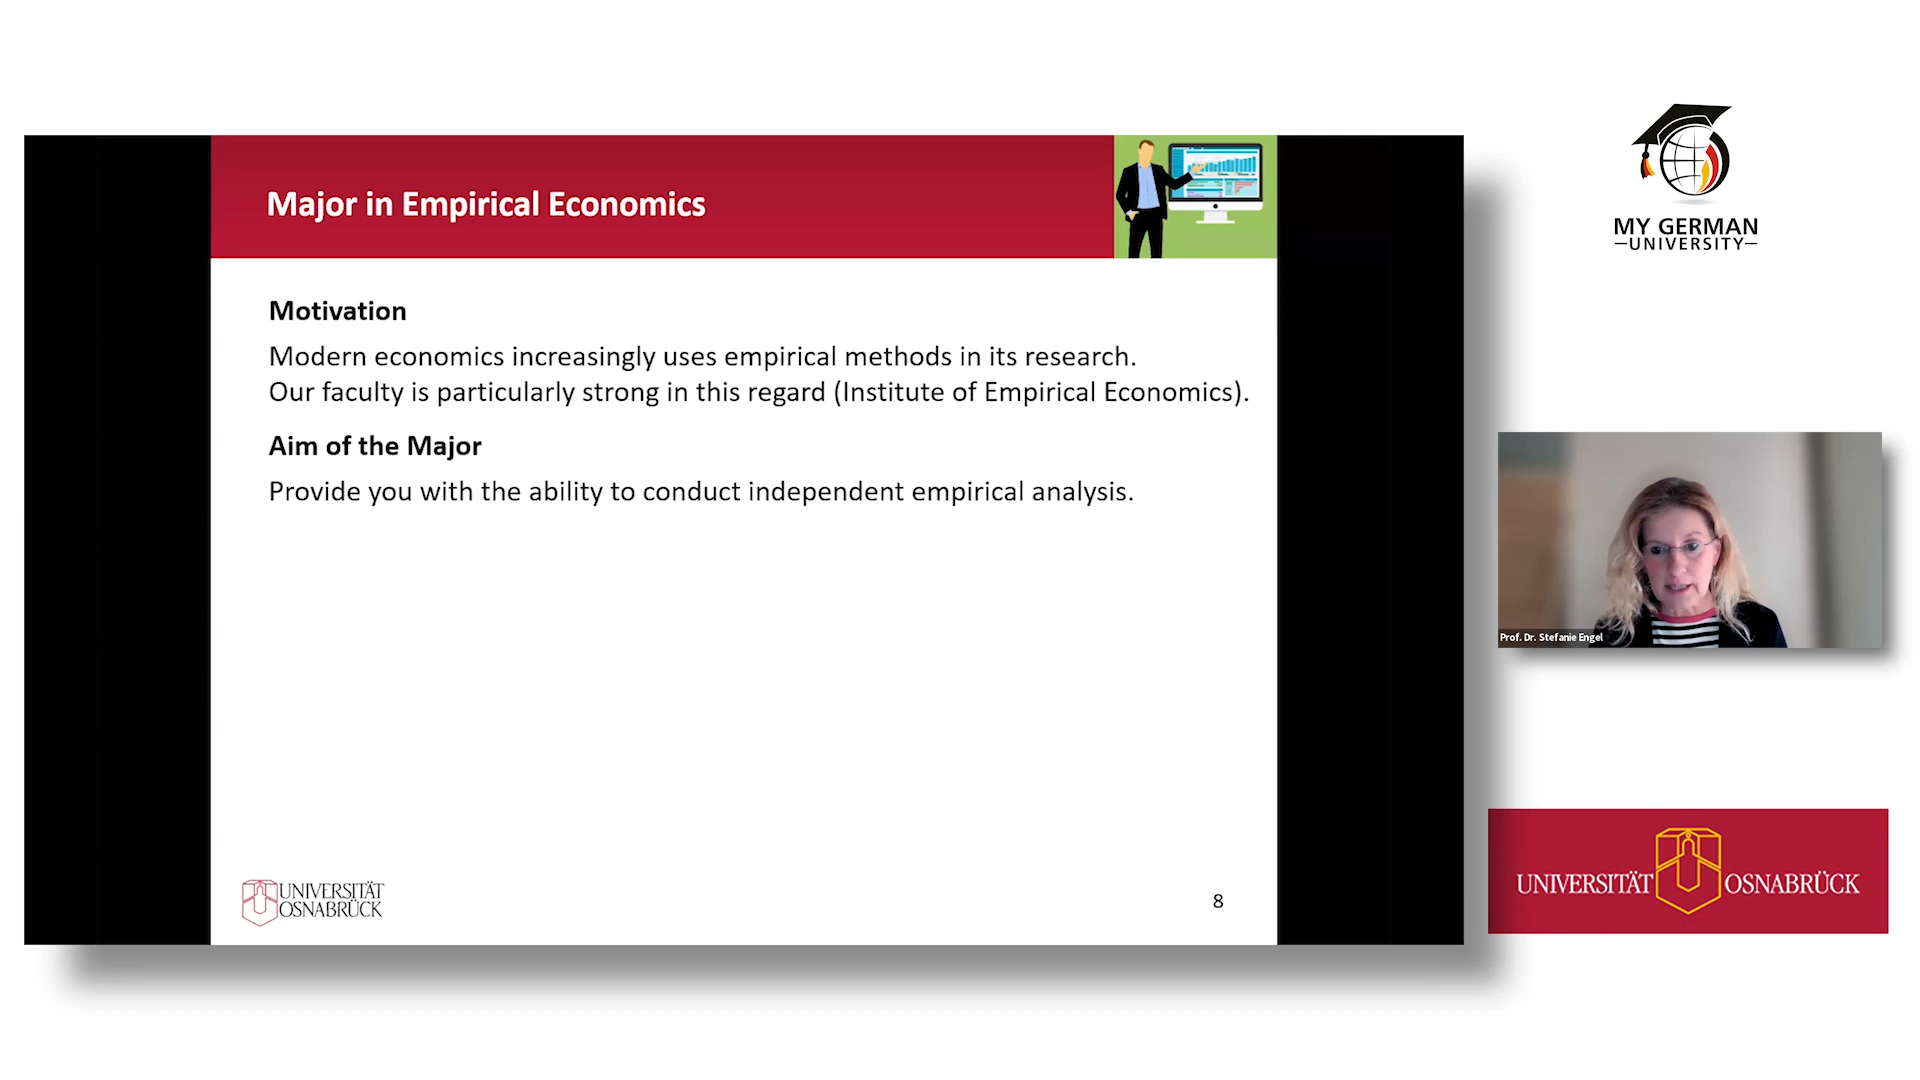 Major in Empirical Economics
Motivation
Modern economics increasingly uses empirical methods in its research.
Our faculty is particularly strong in this regard (Institute of Empirical Economics).
Aim of the Major
Provide you with the ability to conduct independent empirical analysis.
UNIVERSITÄT
OSNABRÜCK
8
MY GERMAN
UNIVERSITY
Prof. Dr. Stefanie Engel
UNIVERSITÄT OSNABRÜCK